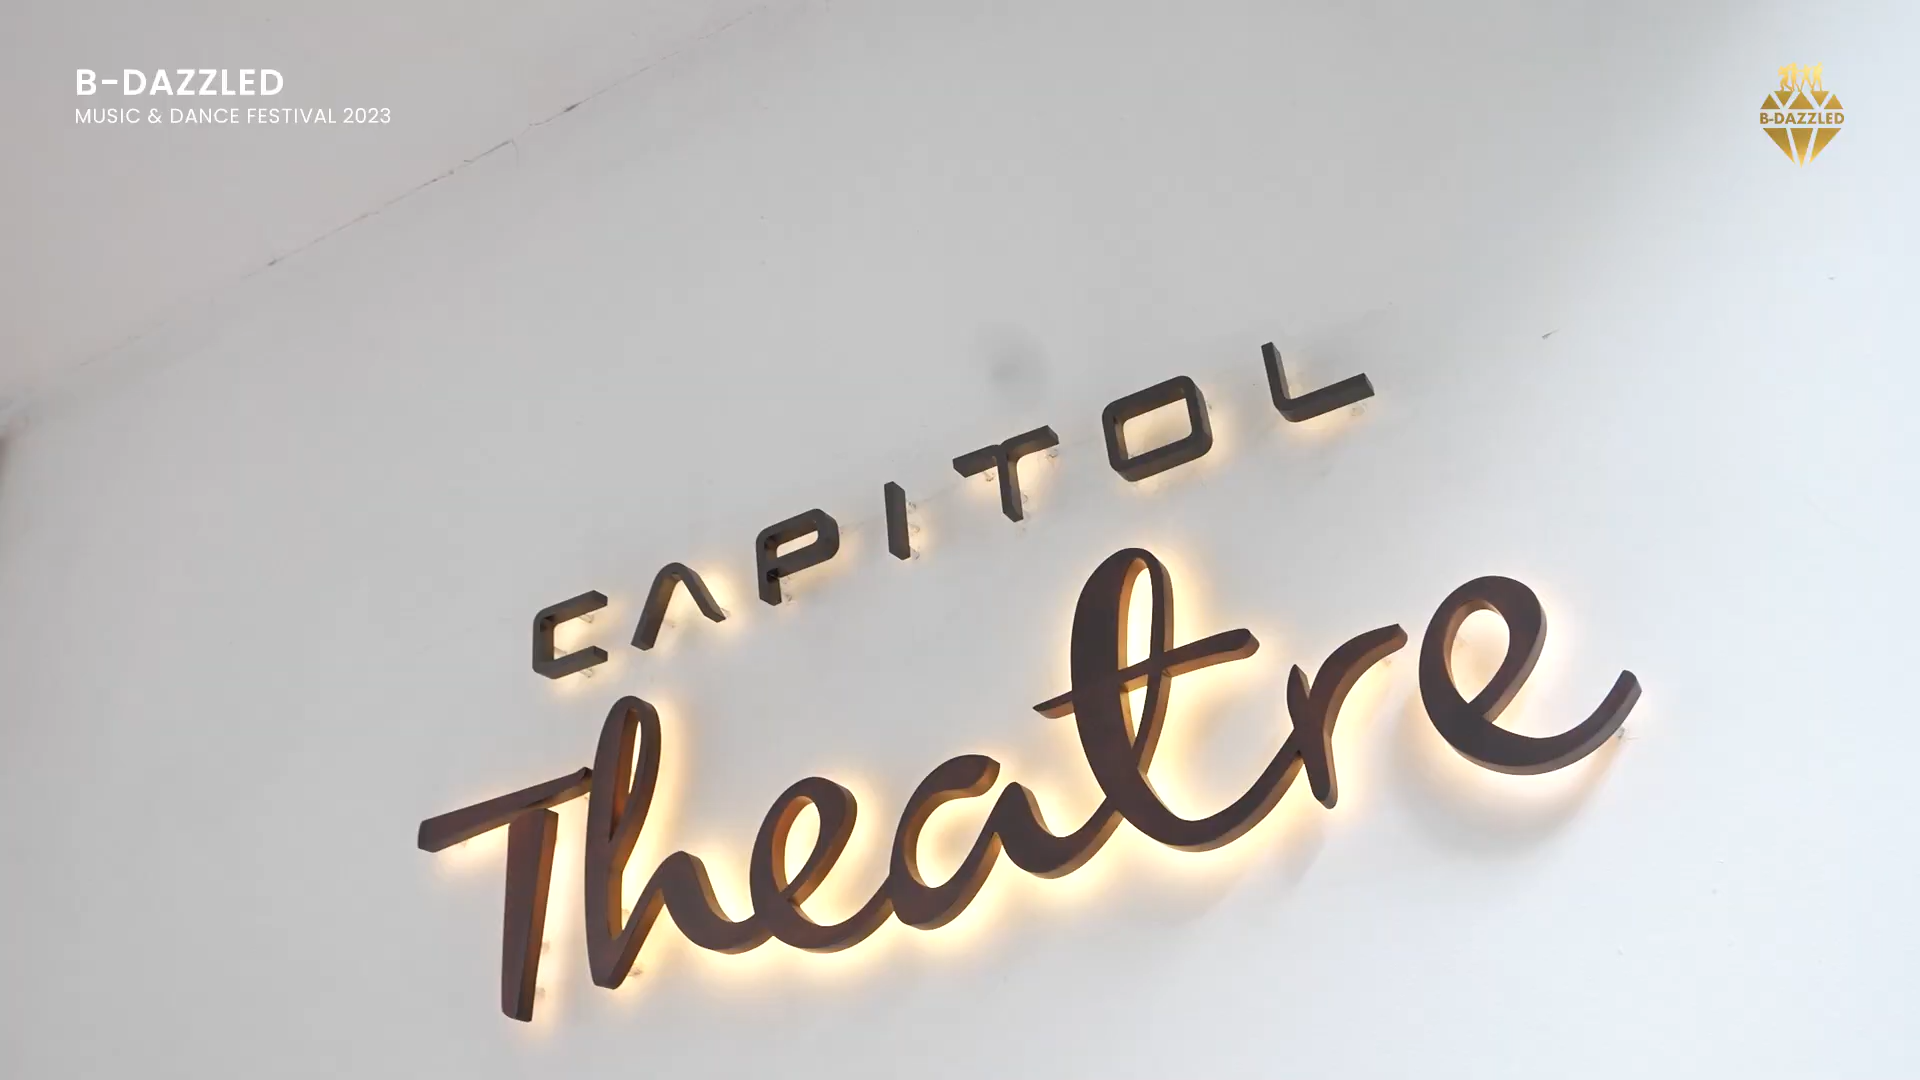 B-DAZZLED
MUSIC & DANCE FESTIVAL 2023
B-DAZZLED
CAPITOL
Theatre